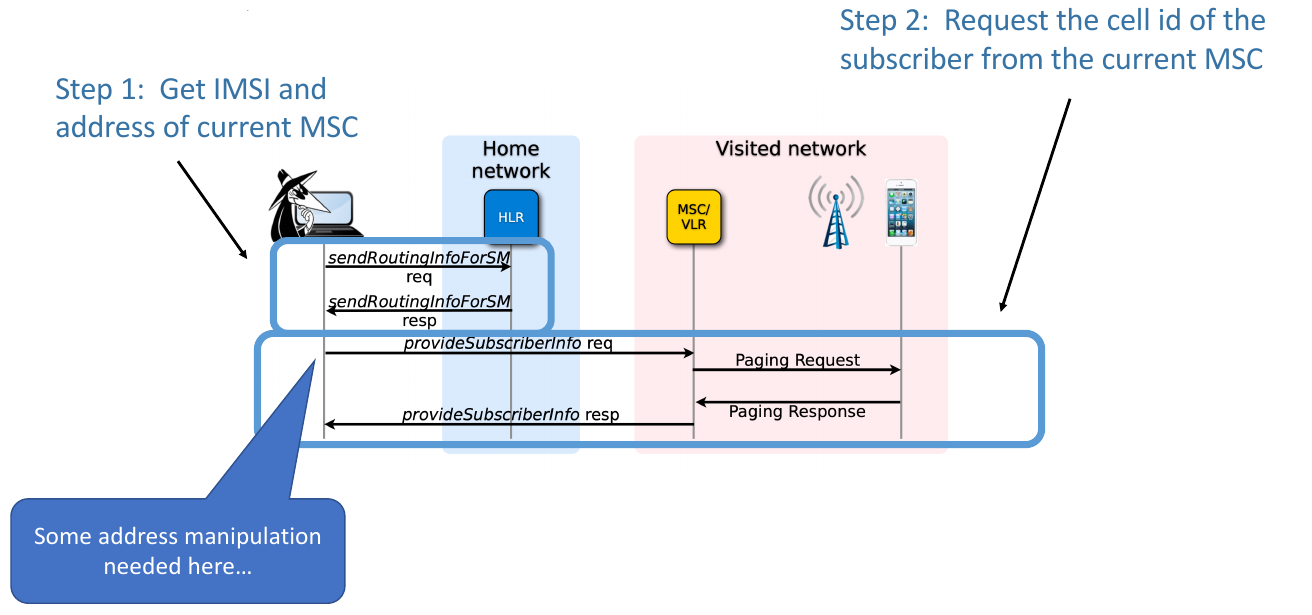 Step 2:  Request the cell id of the
subscriber from the current MSC
Step 1:  Get IMSI and
address of current MSC
Home
network
Visited network
HLR
MSC/
VLR
sendRoutingInfoForSM
req
sendRoutingInfoForSM
resp
provideSubscriberInfo req
Paging Request
Paging Response
provideSubscriberInfo resp
Some address manipulation
needed here…